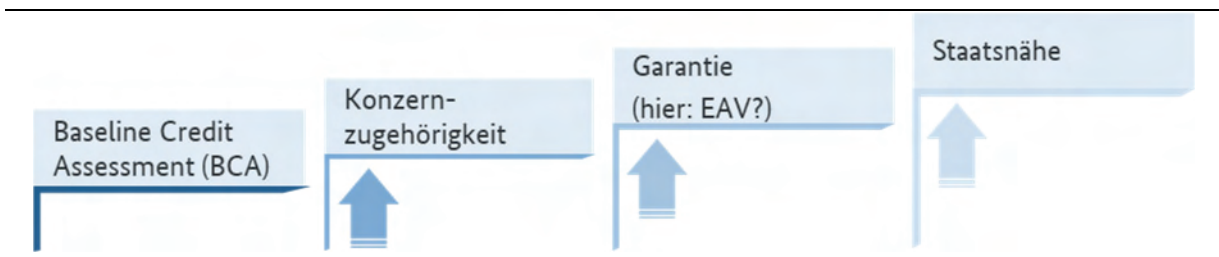 Baseline Credit
Assessment (BCA)
Konzern-
zugehörigkeit
Garantie
(hier: EAV?)
Staatsnähe